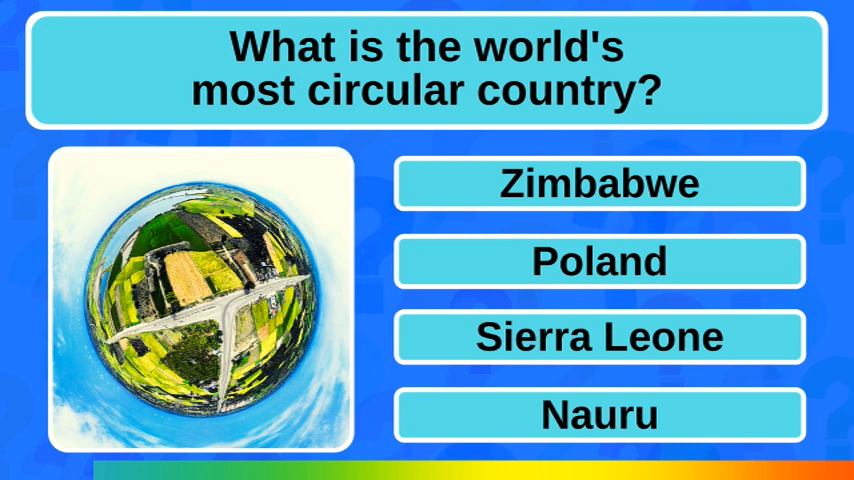 What is the world's
most circular country?
Zimbabwe
Poland
Sierra Leone
Nauru